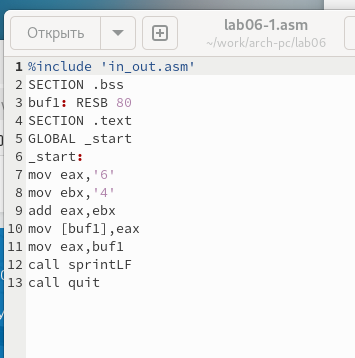 Открыть
lab06-1.asm
~/work/arch-pc/lab06
1 %include 'in_out.asm'
2 SECTION .bss
3 buf1: RESB 80
4 SECTION .text
5 GLOBAL _start
6 _start:
7 mov eax,'6'
8 mov ebx,'4'
9 add eax,ebx
10 mov [buf1],eax
11 mov eax,buf1
12 call sprintLF
13 call quit